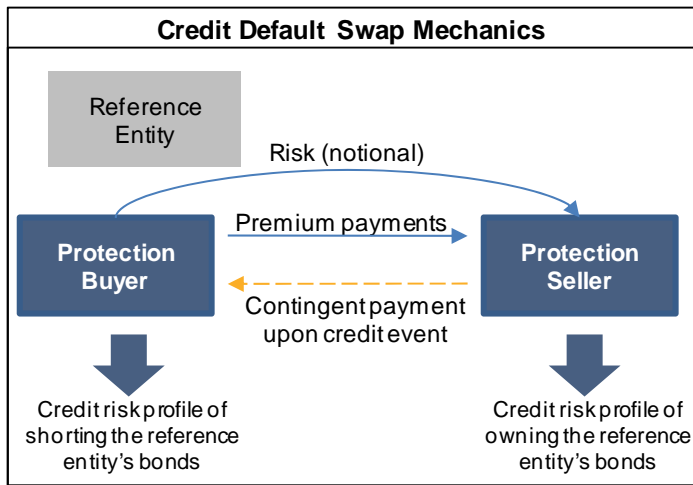 Credit Default Swap Mechanics
Reference
Entity
Risk (notional)
Premium payments
Protection
Buyer
Protection
Seller
Contingent payment
upon credit event
Credit risk profile of
shorting the reference
entity's bonds
Credit risk profile of
owning the reference
entity's bonds